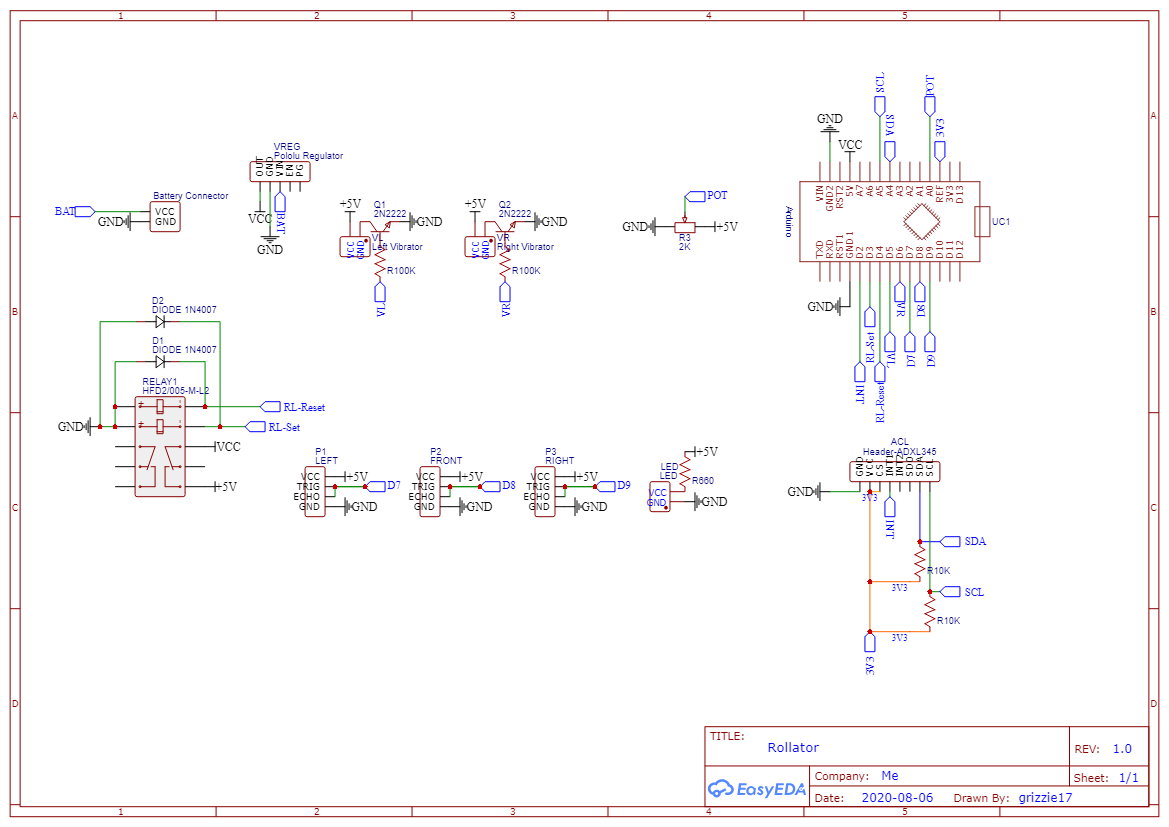 1 2 3 4 5
A
B
C
D
A
B
C
D
1 2 3 4 5
VREG
Pololu Regulator
OUT
GND
VIN
EN
PG
VCC
BAT
GND
Battery Connector
BAT
VCC
GND
GND
+5V
Q1
2N2222
GND
VL
Left Vibrator
VCC
GND
R100K
VL
+5V
Q2
2N2222
GND
VR
Right Vibrator
VCC
GND
R100K
VR
POT
GND
+5V
R3
2K
SCL
POT
SDA
3V3
GND
VCC
VIN
GND2
RST2
5V
A7
A6
A5
A4
A3
A2
A1
A0
REF
3V3
D13
Arduino
UC1
TXD
RXD
RST1
GND1
D2
D3
D4
D5
D6
D7
D8
D9
D10
D11
D12
GND
INT
RL-Set
RL-Reset
VL
VR
D7
D8
D9
D2
DIODE 1N4007
D1
DIODE 1N4007
RELAY1
HFD2/005-M-L2
RL-Reset
GND
RL-Set
VCC
+5V
P1
LEFT
VCC
TRIG
ECHO
GND
+5V
D7
GND
P2
FRONT
VCC
TRIG
ECHO
GND
+5V
D8
GND
P3
RIGHT
VCC
TRIG
ECHO
GND
+5V
D9
GND
+5V
LED
LED
R660
VCC
GND
GND
ACL
Header-ADXL345
GND
VCC
CS
INT1
INT2
SDO
SDA
SCL
GND
3V3
INT
SDA
R10K
3V3
SCL
R10K
3V3
3V3
TITLE:
Rollator
REV: 1.0
EasyEDA
Company: Me
Sheet: 1/1
Date: 2020-08-06 Drawn By: grizzie17